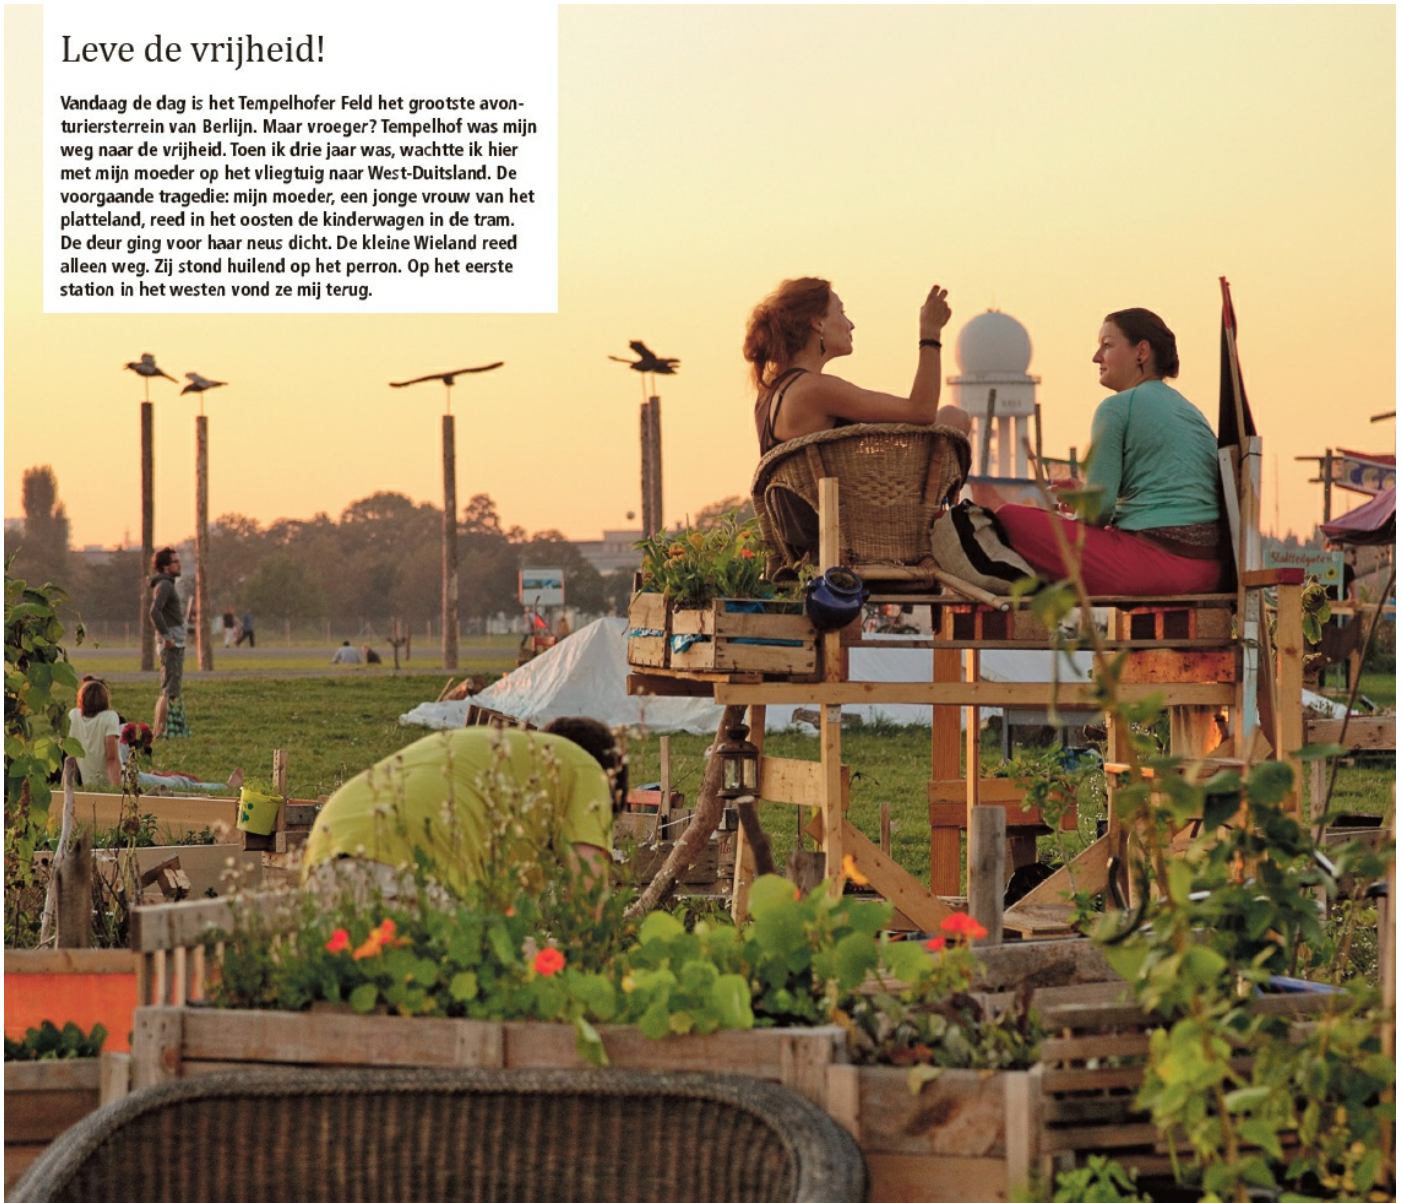 Leve de vrijheid!
Vandaag de dag is het Tempelhofer Feld het grootste avon-
turiersterrein van Berlijn. Maar vroeger? Tempelhof was mijn
weg naar de vrijheid. Toen ik drie jaar was, wachtte ik hier
met mijn moeder op het vliegtuig naar West-Duitsland. De
voorgaande tragedie: mijn moeder, een jonge vrouw van het
platteland, reed in het oosten de kinderwagen in de tram.
De deur ging voor haar neus dicht. De kleine Wieland reed
alleen weg. Zij stond huilend op het perron. Op het eerste
station in het westen vond ze mij terug.